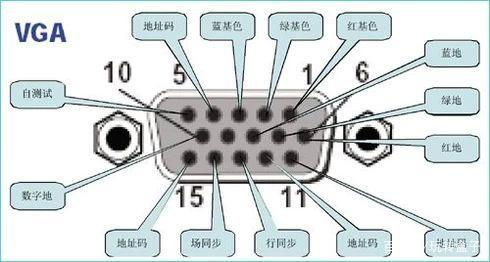 VGA
地址码
蓝基色
绿基色
红基色
蓝地
10
5
1
6
自测试
绿地
红地
数字地
15
11
地址码
场同步
行同步
地址码
地址码